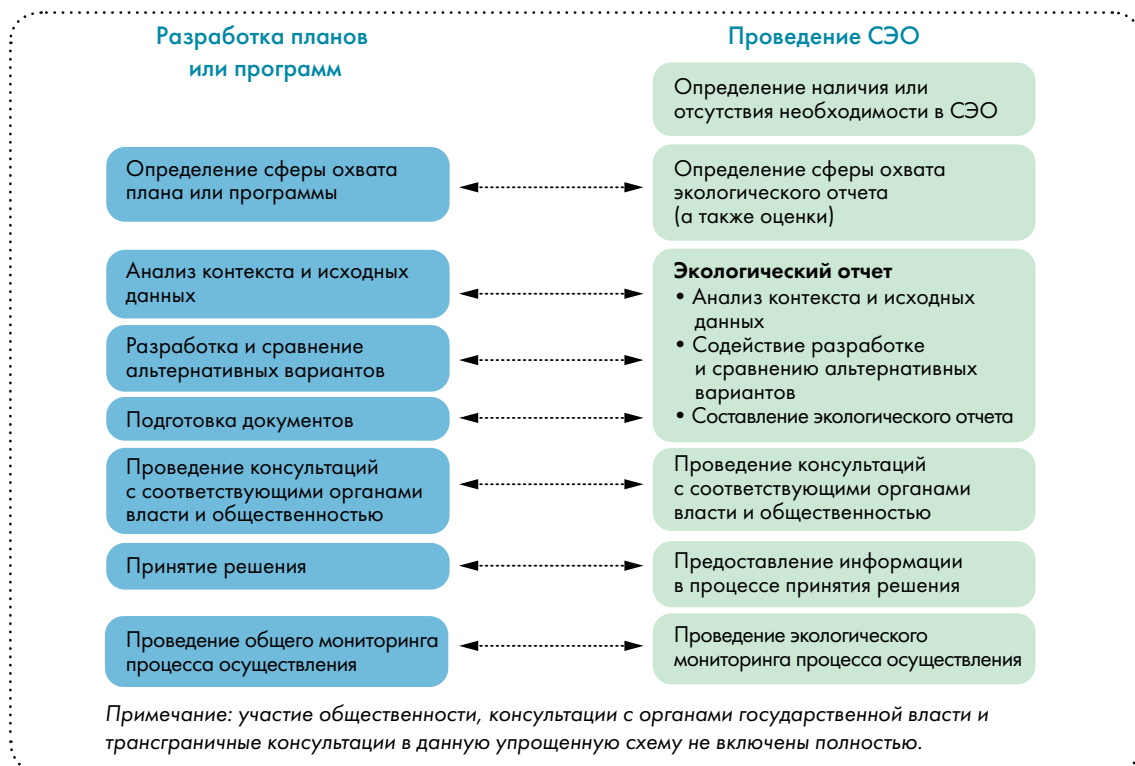 Разработка планов
или программ
Проведение СЭО
Определение наличия или
отсутствия необходимости в СЭО
Определение сферы охвата
плана или программы
Определение сферы охвата
экологического отчета
(а также оценки)
Анализ контекста и исходных
данных
Разработка и сравнение
альтернативных вариантов
Подготовка документов
Экологический отчет
• Анализ контекста и исходных
данных
• Содействие разработке
и сравнению альтернативных
вариантов
• Составление экологического отчета
Проведение консультаций
с соответствующими органами
власти и общественностью
Проведение консультаций
с соответствующими органами
власти и общественностью
Принятие решения
Предоставление информации
в процессе принятия решения
Проведение общего мониторинга
процесса осуществления
Проведение экологического
мониторинга процесса осуществления
Примечание: участие общественности, консультации с органами государственной власти и
трансграничные консультации в данную упрощенную схему не включены полностью.